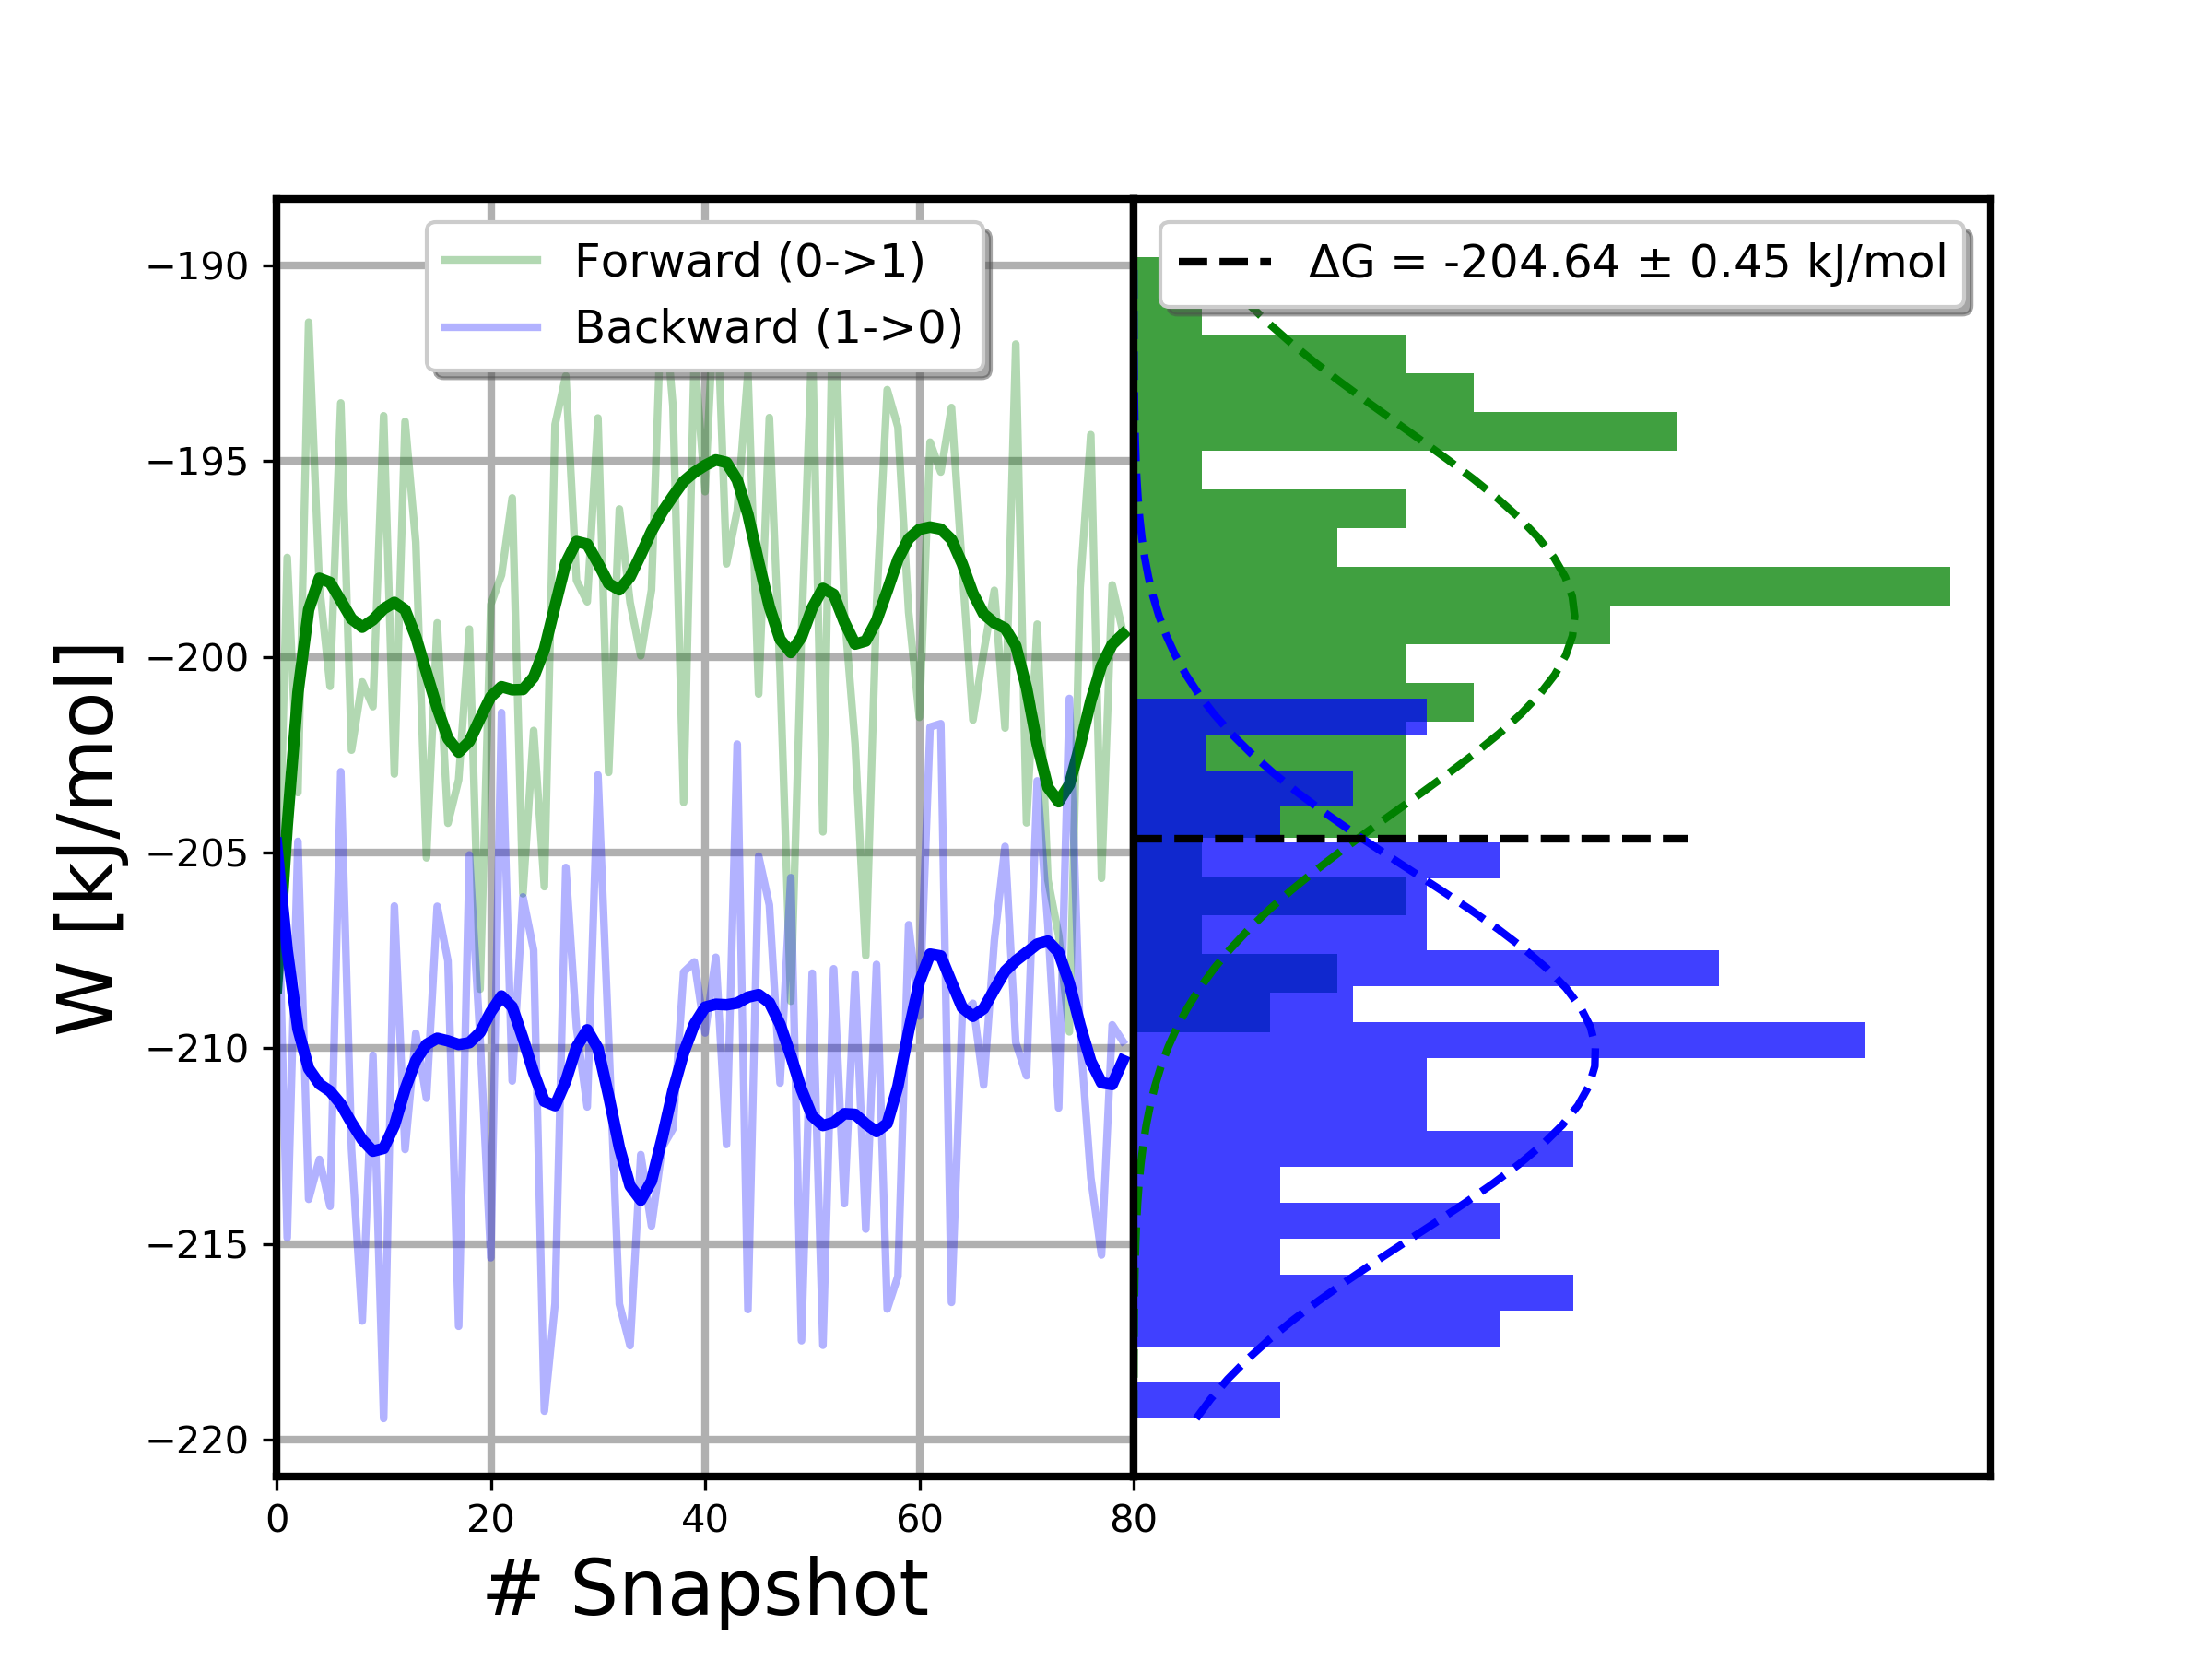 Forward (0->1)
Backward (1->0)
ΔG = -204.64 ± 0.45 kJ/mol
W [kJ/mol]
−190
−195
−200
−205
−210
−215
−220
0 20 40 60 80
# Snapshot